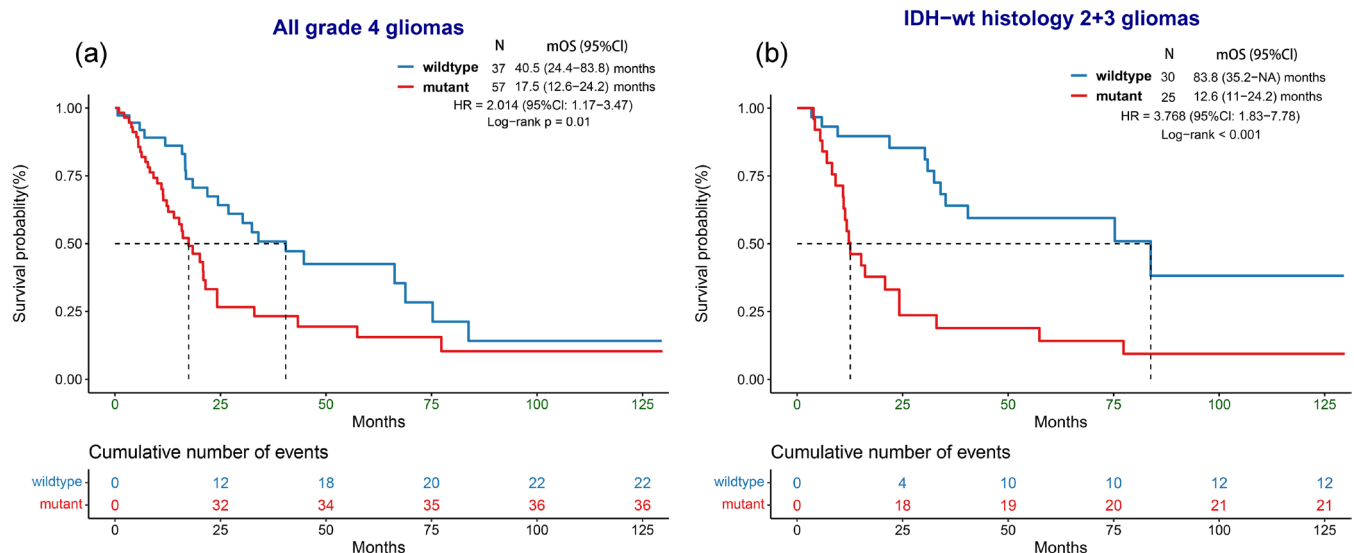 All grade 4 gliomas
(a)
N mOS (95%CI)
wildtype 37 40.5 (24.4−83.8) months
mutant 57 17.5 (12.6−24.2) months
HR = 2.014 (95%CI: 1.17−3.47)
Log−rank p = 0.01
Survival probablity(%)
1.00
0.75
0.50
0.25
0.00
0 25 50 75 100 125
Months
Cumulative number of events
wildtype 0 12 18 20 22 22
mutant 0 32 34 35 36 36
0 25 50 75 100 125
Months
IDH−wt histology 2+3 gliomas
(b)
N mOS (95%CI)
wildtype 30 83.8 (35.2−NA) months
mutant 25 12.6 (11−24.2) months
HR = 3.768 (95%CI: 1.83−7.78)
Log−rank < 0.001
Survival probablity(%)
1.00
0.75
0.50
0.25
0.00
0 25 50 75 100 125
Months
Cumulative number of events
wildtype 0 4 10 10 12 12
mutant 0 18 19 20 21 21
0 25 50 75 100 125
Months